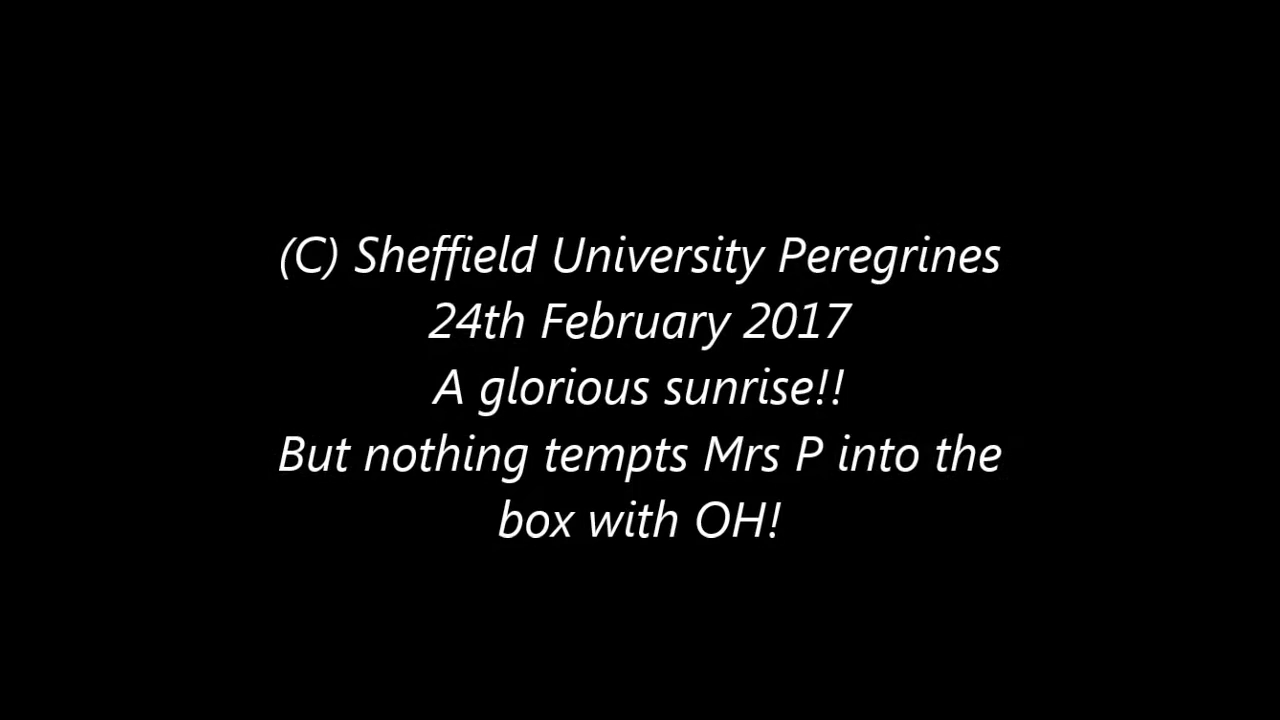 (C) Sheffield University Peregrines
24th February 2017
A glorious sunrise!!
But nothing tempts Mrs P into the
box with OH!